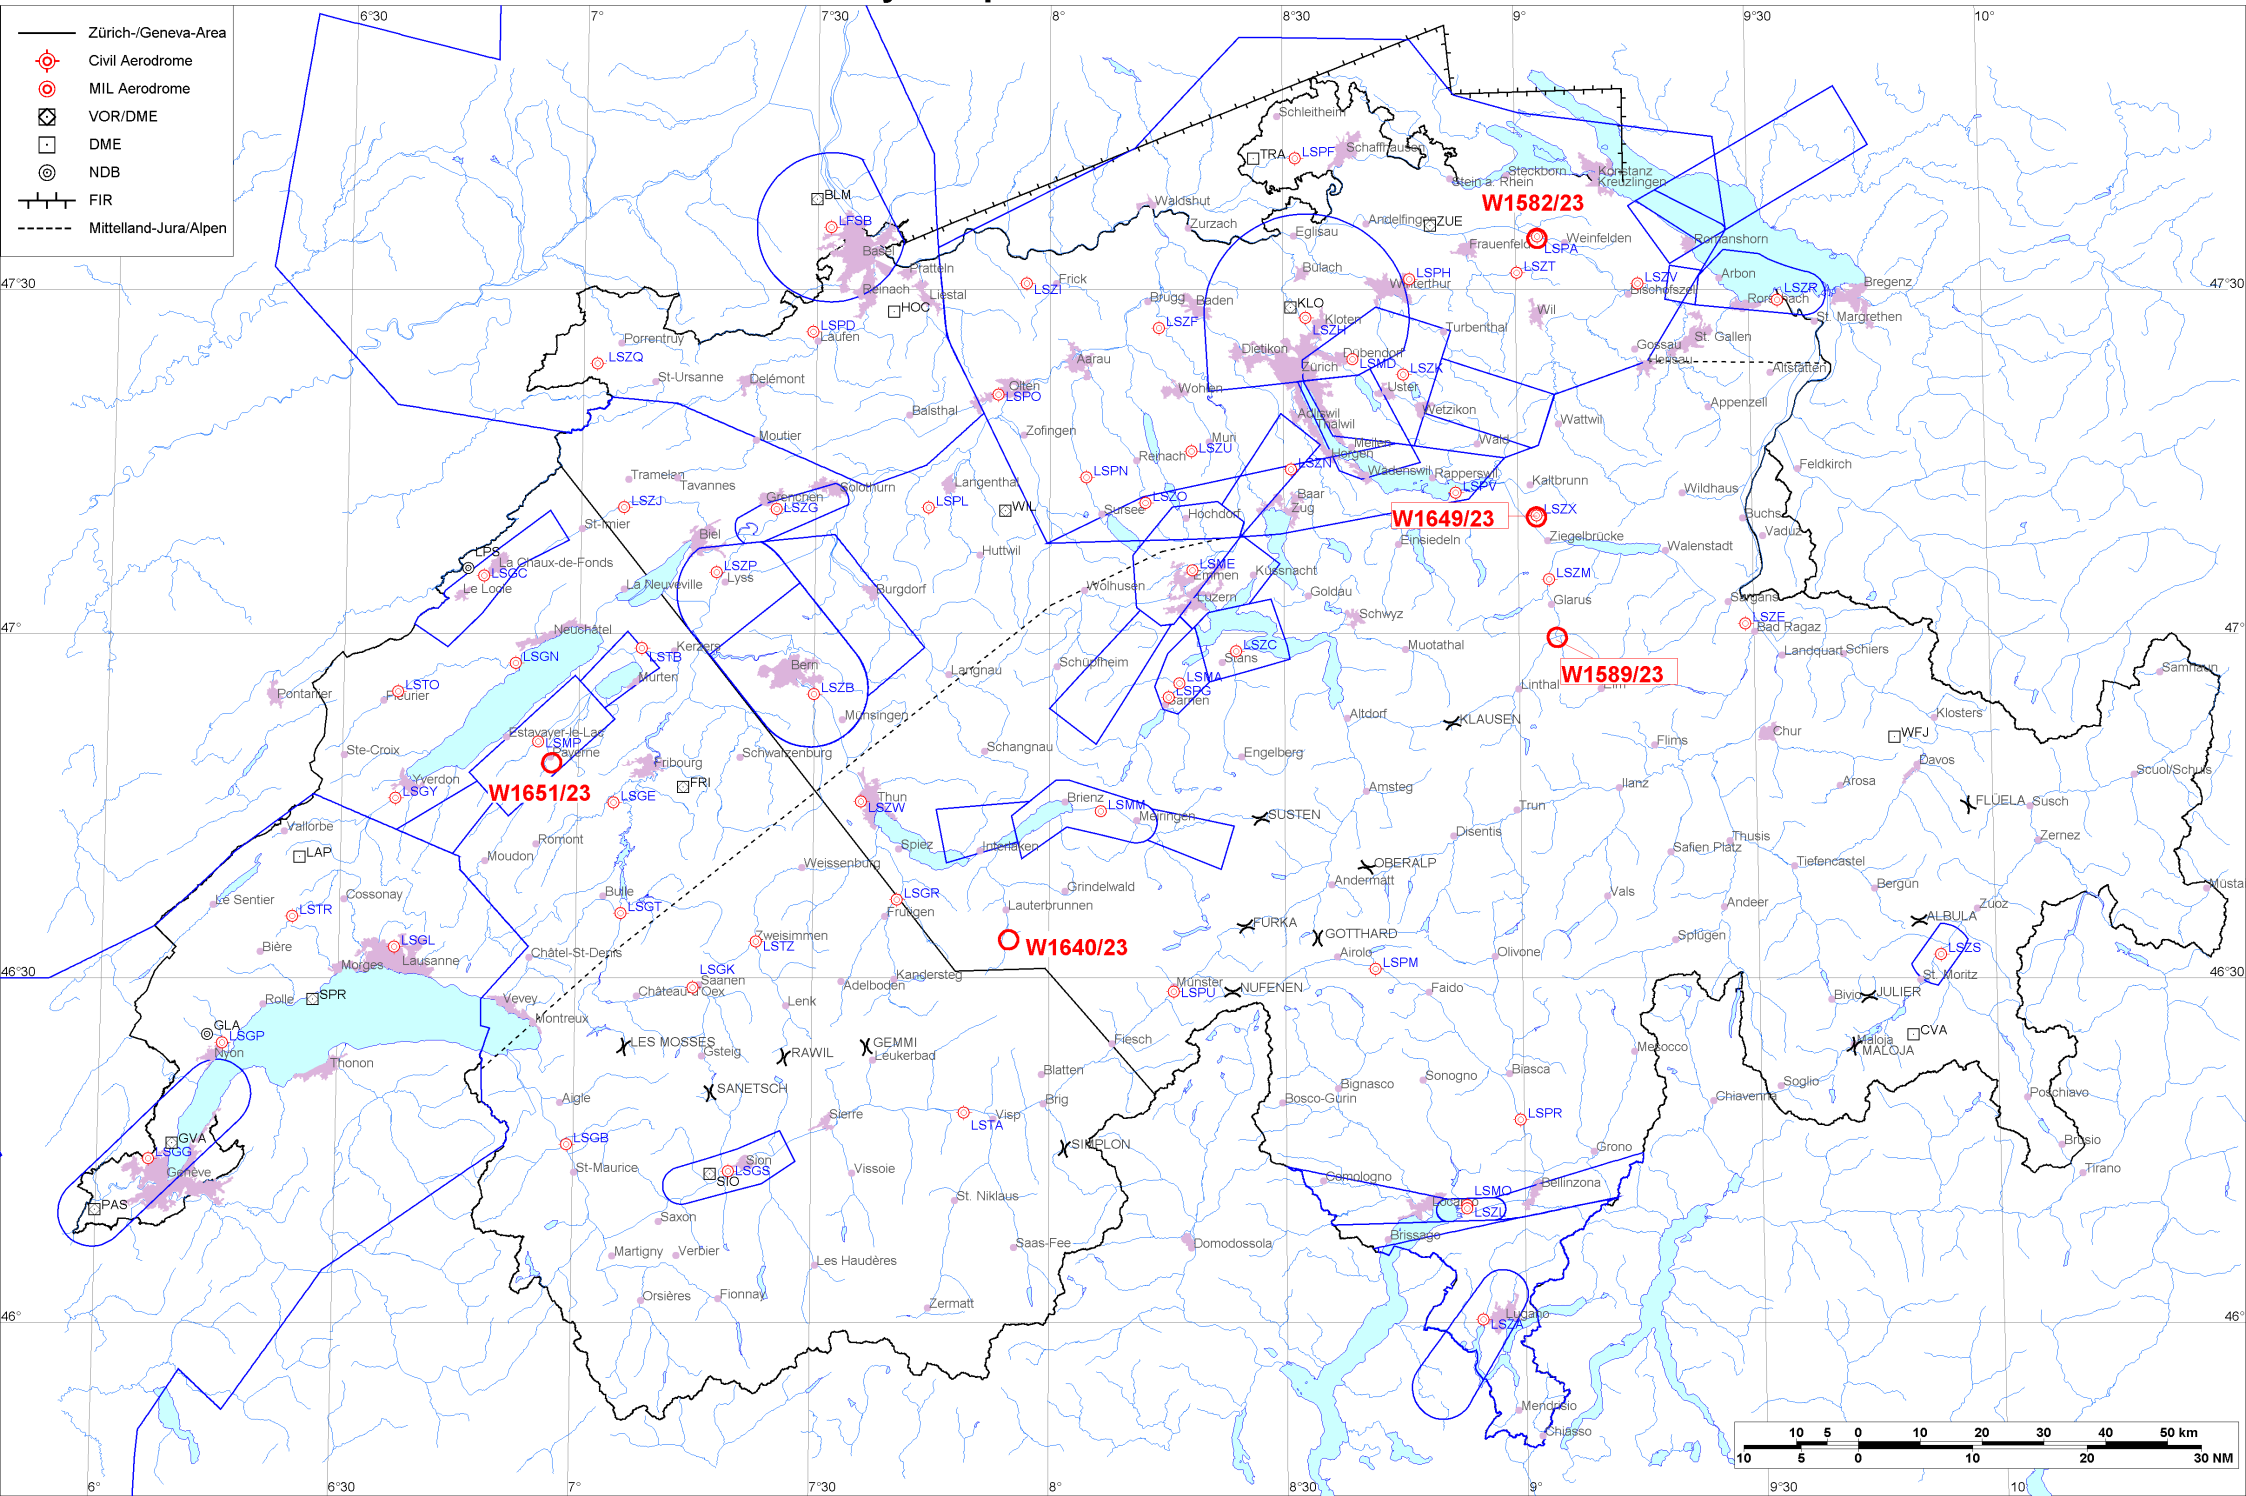 6°30
7°
7°30
8°
8°30
9°
9°30
10°
Zürich-/Geneva-Area
Civil Aerodrome
MIL Aerodrome
VOR/DME
DME
NDB
FIR
Mittelland-Jura/Alpen
Schleitheim
TRA
LSPF
Schaffhausen
Steckborn
Stein a. Rhein
Konstanz
Kreuzlingen
BLM
LFSB
Basel
Waldshut
Zurzach
Eglisau
Andelfingen
ZUE
W1582/23
LSPA
Weinfelden
Frauenfeld
Romanshorn
Pratteln
Reinach
Liestal
HOC
LSZI
Frick
Bülach
LSPH
Winterthur
LSZT
LSZV
Bischofszell
Arbon
LSZR
Rorschach
Bregenz
47°30
47°30
St. Margrethen
Brugg
Baden
KLO
Kloten
LSZH
LSZF
Wil
Turbenthal
St. Gallen
Gossau
Herisau
Altstätten
LSPD
Laufen
Porrentruy
LSZQ
St-Ursanne
Delémont
Aarau
Dietikon
Zürich
Dübendorf
LSMD
LSZK
Uster
Wetzikon
Olten
LSPO
Wohlen
Balsthal
Zofingen
Adliswil
Thalwil
Appenzell
Wattwil
Moutier
Muri
LSZU
Reinach
Meilen
Horgen
Wald
LSZN
Wädenswil
Rapperswil
LSPV
Kaltbrunn
Feldkirch
Wildhaus
Tramelan
Tavannes
LSZJ
Grenchen
LSZG
Solothurn
Langenthal
LSPL
WIL
LSPN
LSZO
Sursee
Hochdorf
Baar
Zug
W1649/23
LSZX
Ziegelbrücke
Walenstadt
Buchs
Vaduz
St-Imier
Biel
Einsiedeln
LPS
La Chaux-de-Fonds
LSGC
Le Locle
LSZP
Lyss
La Neuveville
Huttwil
Burgdorf
Wolhusen
LSME
Emmen
Luzern
Küssnacht
Goldau
Schwyz
LSZM
Glarus
Sargans
LSZE
Bad Ragaz
47°
47°
Neuchâtel
LSGN
LSTB
Kerzers
Murten
Bern
LSZB
Langnau
Schüpfheim
LSZC
Stans
LSMA
LSPG
Sarnen
Muotathal
W1589/23
Elm
Linthal
Landquart
Schiers
Samnaun
Pontarlier
LSTO
Fleurier
Münsingen
Altdorf
KLAUSEN
Klosters
Ste-Croix
Estavayer-le-Lac
LSMP
Payerne
Schwarzenburg
Schangnau
Engelberg
Flims
Chur
WFJ
Davos
Yverdon
LSGY
W1651/23
Fribourg
FRI
LSGE
Thun
LSZW
Brienz
LSMM
Meiringen
SUSTEN
Amsteg
Ilanz
Trun
Arosa
Scuol/Schuls
FLÜELA
Susch
Vallorbe
LAP
Romont
Moudon
Weissenburg
Spiez
Interlaken
Disentis
Thusis
Safien Platz
Zernez
Tiefencastel
OBERALP
Andermatt
Vals
Bergün
Müsta
Le Sentier
Cossonay
LSTR
Bulle
LSGT
LSGR
Frutigen
Grindelwald
Lauterbrunnen
W1640/23
FURKA
GOTTHARD
Airolo
LSPM
Olivone
Andeer
Splügen
ALBULA
Zuoz
LSZS
St. Moritz
Bière
LSGL
Lausanne
Morges
Châtel-St-Denis
Zweisimmen
LSTZ
LSGK
Saanen
Château-d'Oex
46°30
46°30
Adelboden
Kandersteg
Lenk
Münster
LSPU
NUFENEN
Faido
Bivio
JULIER
Rolle
SPR
Vevey
Montreux
GLA
LSGP
Nyon
Thonon
LES MOSSES
Gsteig
RAWIL
GEMMI
Leukerbad
Fiesch
Mesocco
Maloja
MALOJA
CVA
SANETSCH
Blatten
Brig
Bignasco
Bosco-Gurin
Sonogno
Biasca
Soglio
Chiavenna
Poschiavo
Aigle
Sierre
LSTA
Visp
LSPR
GVA
LSGG
Genève
LSGB
St-Maurice
Sion
LSGS
SIO
Vissoie
SIMPLON
Grono
Brusio
Tirano
PAS
St. Niklaus
Comologno
LSMO
Locarno
LSZL
Bellinzona
Saxon
Martigny
Verbier
Les Haudères
Saas-Fee
Domodossola
Brissago
Orsières
Fionnay
Zermatt
46°
46°
Lugano
LSZA
Mendrisio
Chiasso
10 5 0 10 20 30 40 50 km
10 5 0 10 20 30 NM
6°
6°30
7°
7°30
8°
8°30
9°
9°30
10°